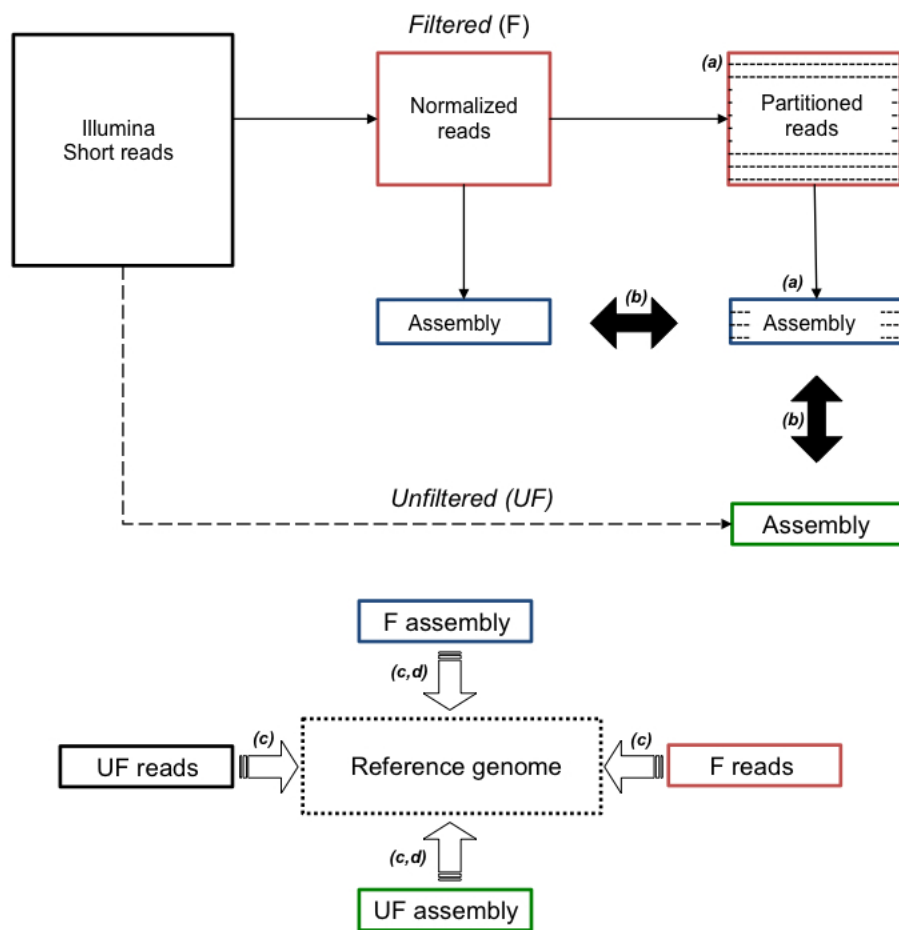 Filtered (F)
Illumina
Short reads
Normalized
reads
(a)
Partitioned
reads
Assembly
(b)
(a)
Assembly
(b)
Unfiltered (UF)
Assembly
F assembly
(c,d)
UF reads
(c)
Reference genome
(c)
F reads
(c,d)
UF assembly